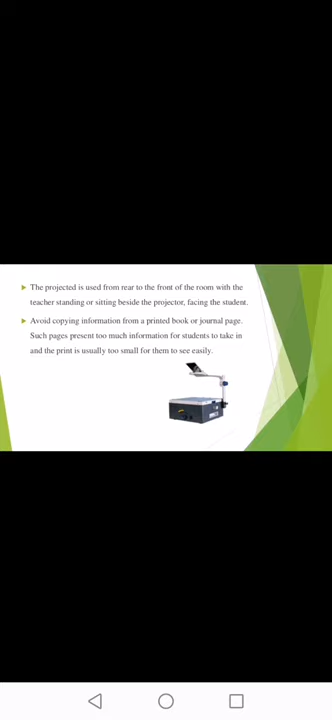 The projected is used from rear to the front of the room with the
teacher standing or sitting beside the projector, facing the student.
Avoid copying information from a printed book or journal page.
Such pages present too much information for students to take in
and the print is usually too small for them to see easily.